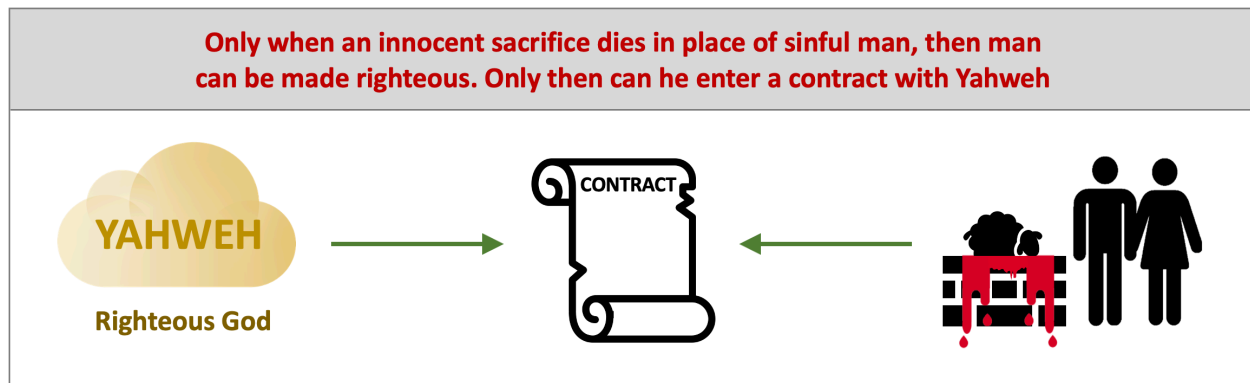 Only when an innocent sacrifice dies in place of sinful man, then man
can be made righteous. Only then can he enter a contract with Yahweh
YAHWEH
Righteous God
CONTRACT